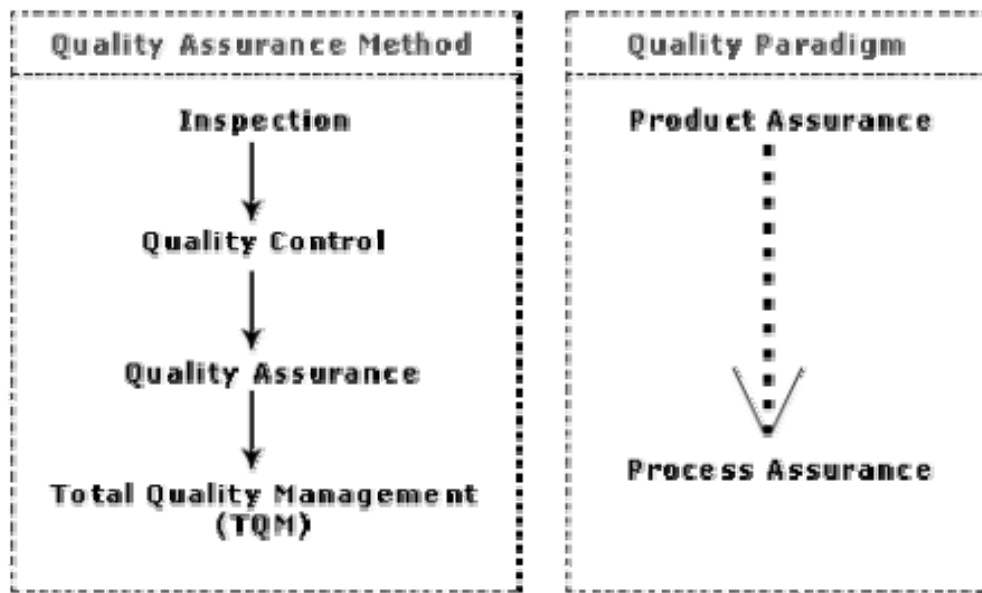 Quality Assurance Method
Inspection
Quality Control
Quality Assurance
Total Quality Management
(TQM)
Quality Paradigm
Product Assurance
Process Assurance